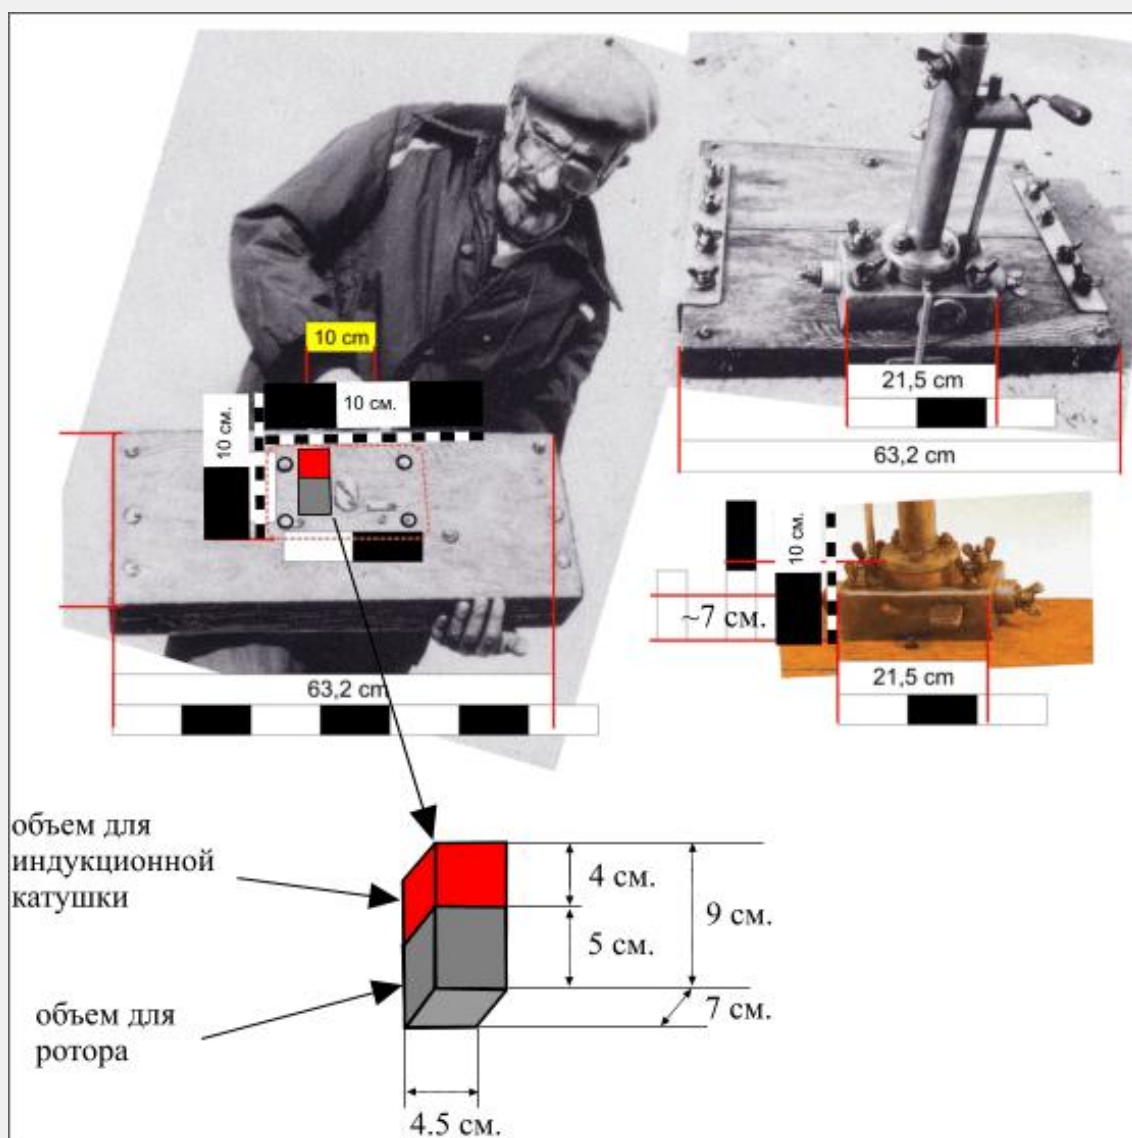 10 cm
10 см.
10 см.
63,2 cm
21,5 cm
63,2 cm
10 см.
~7 см.
21,5 cm
объем для
индукционной
катушки
4 см.
5 см.
9 см.
7 см.
объем для
ротора
4.5 см.